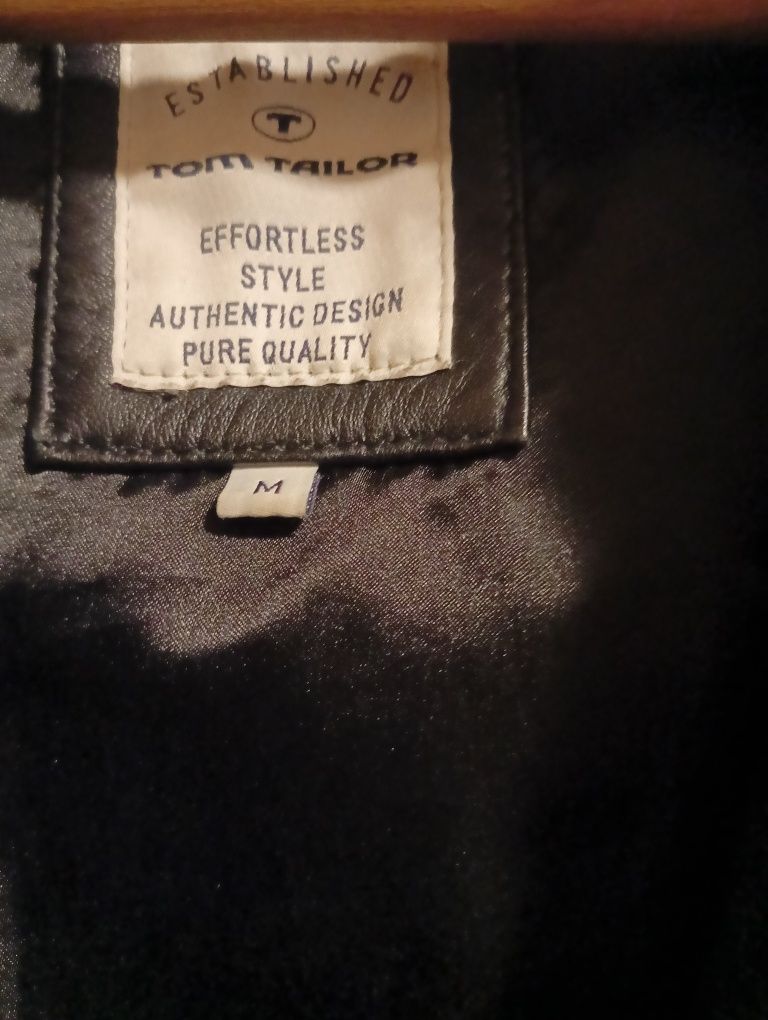 ESTABLISHED
T
TOM TAILOR
EFFORTLESS
STYLE
AUTHENTIC DESIGN
PURE QUALITY
M